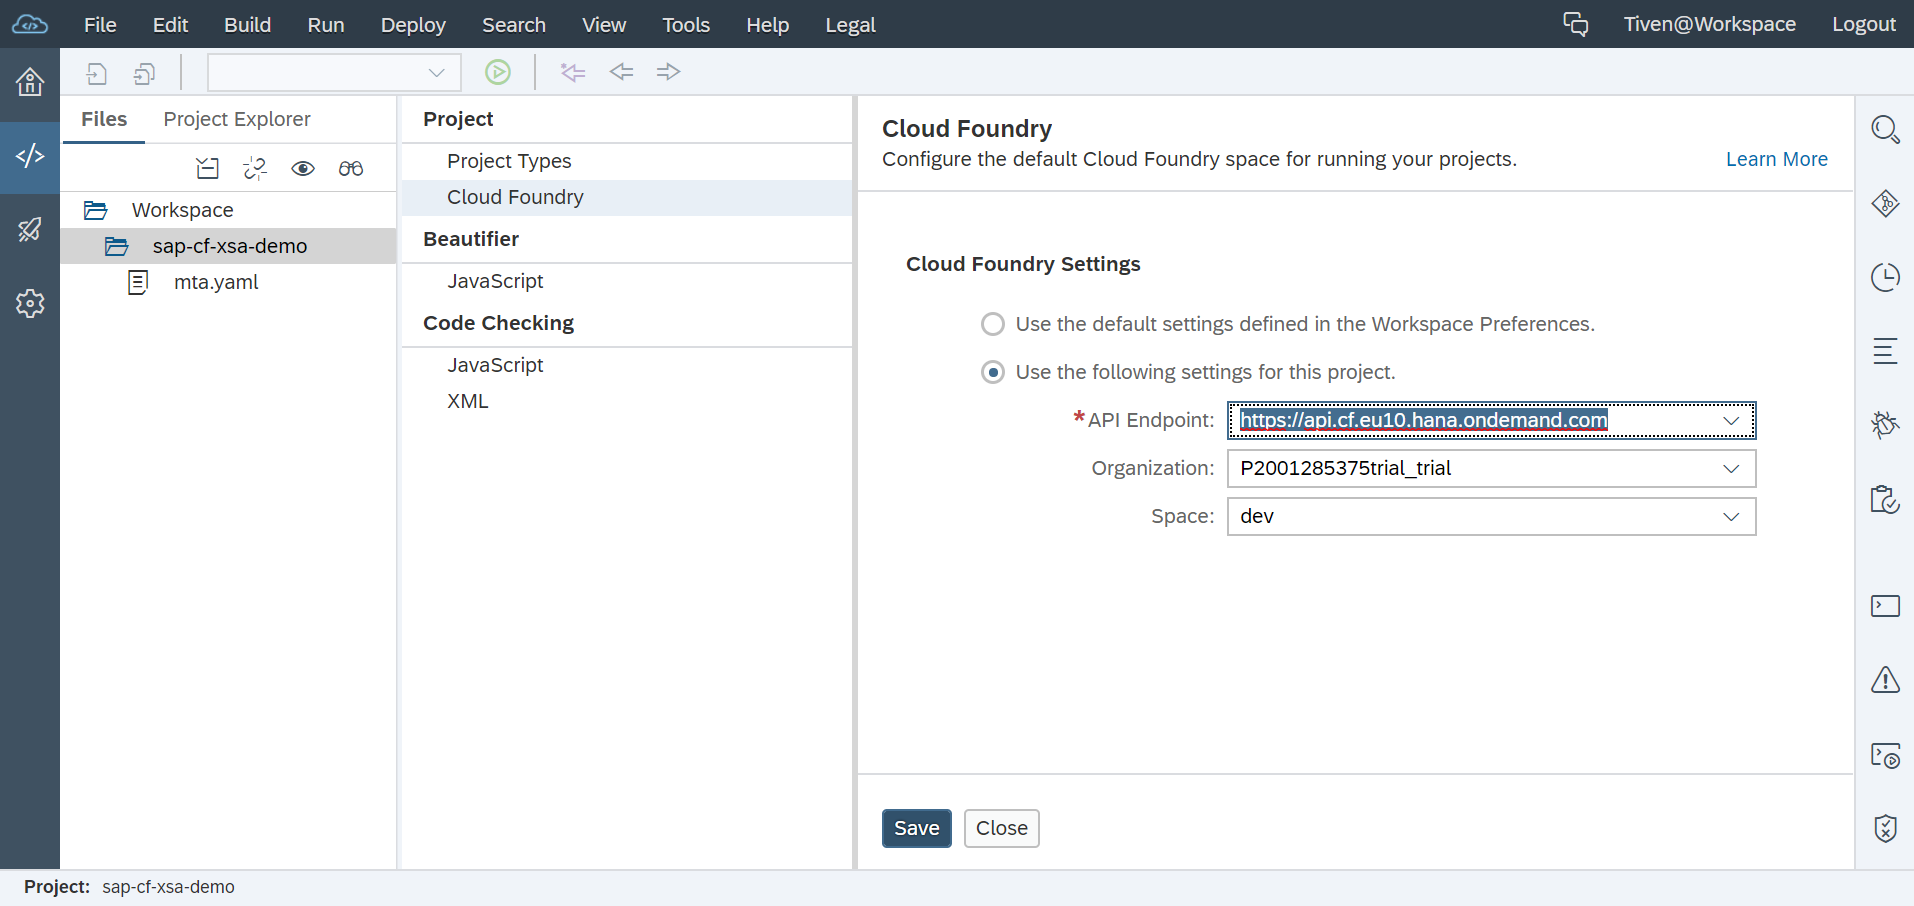 File Edit Build Run Deploy Search View Tools Help Legal Tiven@Workspace Logout
Files Project Explorer
Workspace
sap-cf-xsa-demo
mta.yaml
Project
Project Types
Cloud Foundry
Beautifier
JavaScript
Code Checking
JavaScript
XML
Cloud Foundry
Configure the default Cloud Foundry space for running your projects. Learn More
Cloud Foundry Settings
Use the default settings defined in the Workspace Preferences.
Use the following settings for this project.
*API Endpoint: https://api.cf.eu10.hana.ondemand.com
Organization: P2001285375trial_trial
Space: dev
Save Close
Project: sap-cf-xsa-demo